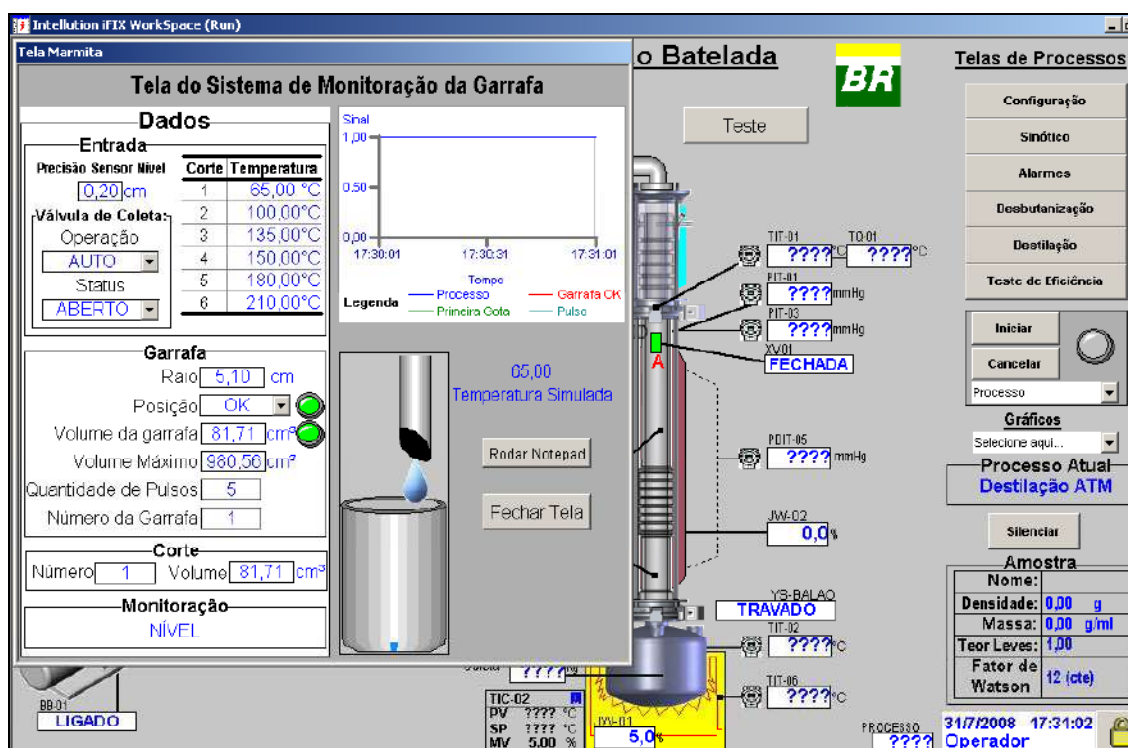 Intellution iFIX WorkSpace (Run)
Tela Marmita
Tela do Sistema de Monitoração da Garrafa
Dados
Entrada
Precisão Sensor Nivel
0,20 cm
Válvula de Coleta:
Operação
AUTO
Status
ABERTO
Corte Temperatura
1 65,00 °C
2 100,00°C
3 135,00°C
4 150,00°C
5 180,00°C
6 210,00°C
Garrafa
Raio 5,10 cm
Posição OK
Volume da garrafa 81,71 cm³
Volume Máximo 980,56 cm³
Quantidade de Pulsos 5
Número da Garrafa 1
Corte
Número 1 Volume 81,71 cm³
Monitoração
NÍVEL
Sinal
1,00
0,50
0,00
17:30:01 17:30:31 17:31:01
Tempo
Legenda
Processo Garrafa OK
Primeira Gota Pulso
65,00
Temperatura Simulada
Rodar Notepad
Fechar Tela
o Batelada
BR
Teste
TIT-01 TO-01
????°C ????°C
PIT-01
????mmHg
PIT-03
????mmHg
XV01
FECHADA
A
PDIT-05
???? mmHg
JW-02
0,0%
YS-BALAO
TRAVADO
TIT-02
????°C
TIT-06
????°C
????
BB-01
LIGADO
TIC-02
PV ???? °C
SP ???? °C
MV 5.00 %
JW-01
5,0%
PROCESSO
????
Telas de Processos
Configuração
Sinótico
Alarmes
Desbutanização
Destilação
Teste de Eficiência
Iniciar
Cancelar
Processo
Gráficos
Selecione aqui...
Processo Atual
Destilação ATM
Silenciar
Amostra
Nome:
Densidade: 0,00 g
Massa: 0,00 g/ml
Teor Leves: 1,00
Fator de Watson 12 (cte)
31/7/2008 17:31:02
Operador